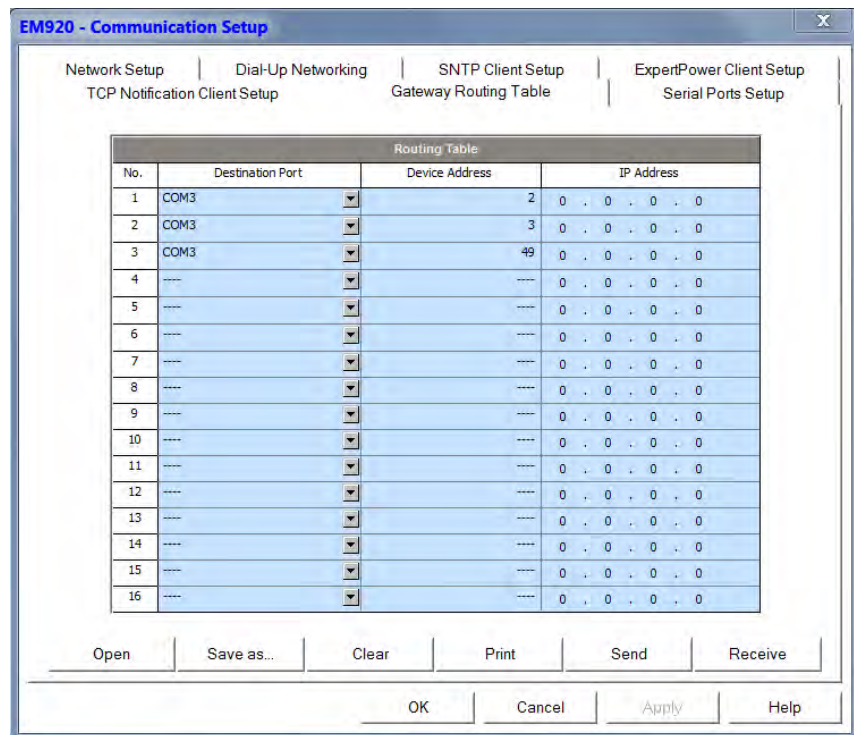 EM920 - Communication Setup X
Network Setup Dial-Up Networking SNTP Client Setup ExpertPower Client Setup
TCP Notification Client Setup Gateway Routing Table Serial Ports Setup
Routing Table
No. Destination Port Device Address IP Address
1 COM3 2 0 . 0 . 0 . 0
2 COM3 3 0 . 0 . 0 . 0
3 COM3 49 0 . 0 . 0 . 0
4 ---- ---- 0 . 0 . 0 . 0
5 ---- ---- 0 . 0 . 0 . 0
6 ---- ---- 0 . 0 . 0 . 0
7 ---- ---- 0 . 0 . 0 . 0
8 ---- ---- 0 . 0 . 0 . 0
9 ---- ---- 0 . 0 . 0 . 0
10 ---- ---- 0 . 0 . 0 . 0
11 ---- ---- 0 . 0 . 0 . 0
12 ---- ---- 0 . 0 . 0 . 0
13 ---- ---- 0 . 0 . 0 . 0
14 ---- ---- 0 . 0 . 0 . 0
15 ---- ---- 0 . 0 . 0 . 0
16 ---- ---- 0 . 0 . 0 . 0
Open Save as... Clear Print Send Receive
OK Cancel Apply Help